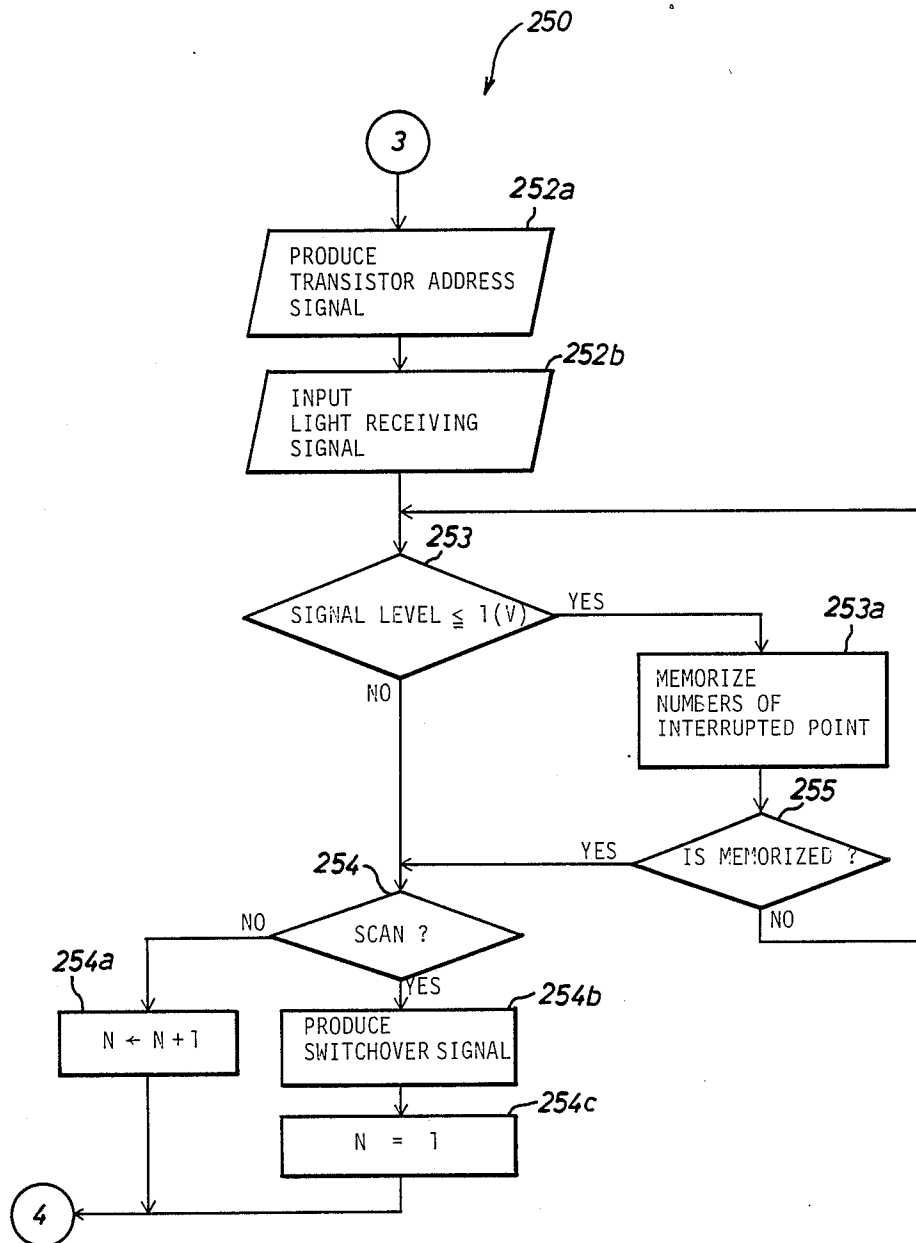 250
3
252a
PRODUCE
TRANSISTOR ADDRESS
SIGNAL
252b
INPUT
LIGHT RECEIVING
SIGNAL
253
SIGNAL LEVEL ≦ 1(V)
YES
NO
253a
MEMORIZE
NUMBERS OF
INTERRUPTED POINT
255
IS MEMORIZED ?
YES
NO
254
SCAN ?
NO
YES
254a
N ← N+1
254b
PRODUCE
SWITCHOVER SIGNAL
254c
N = 1
4